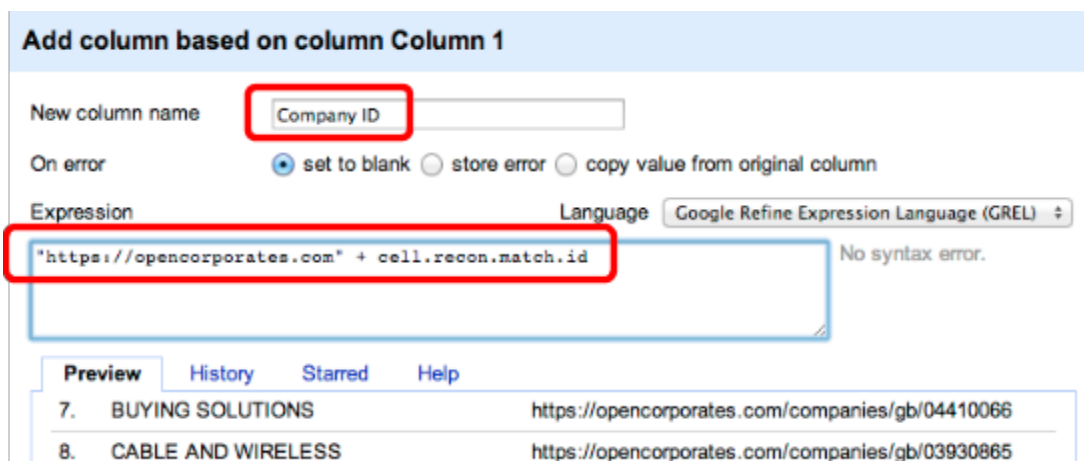 Add column based on column Column 1
New column name Company ID
On error set to blank store error copy value from original column
Expression Language Google Refine Expression Language (GREL)
"https://opencorporates.com" + cell.recon.match.id No syntax error.
Preview History Starred Help
7. BUYING SOLUTIONS https://opencorporates.com/companies/gb/04410066
8. CABLE AND WIRELESS https://opencorporates.com/companies/gb/03930865